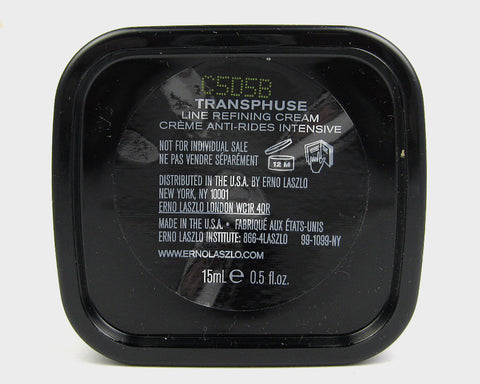 C505B
TRANSPHUSE
LINE REFINING CREAM
CRÈME ANTI-RIDES INTENSIVE
NOT FOR INDIVIDUAL SALE
NE PAS VENDRE SÉPARÉMENT
12 M
DISTRIBUTED IN THE U.S.A. BY ERNO LASZLO
NEW YORK, NY 10001
ERNO LASZLO LONDON WC1R 4QR
MADE IN THE U.S.A. • FABRIQUÉ AUX ÉTATS-UNIS
ERNO LASZLO INSTITUTE: 866-4LASZLO 99-1099-NY
WWW.ERNOLASZLO.COM
15mL e 0.5 fl.oz.